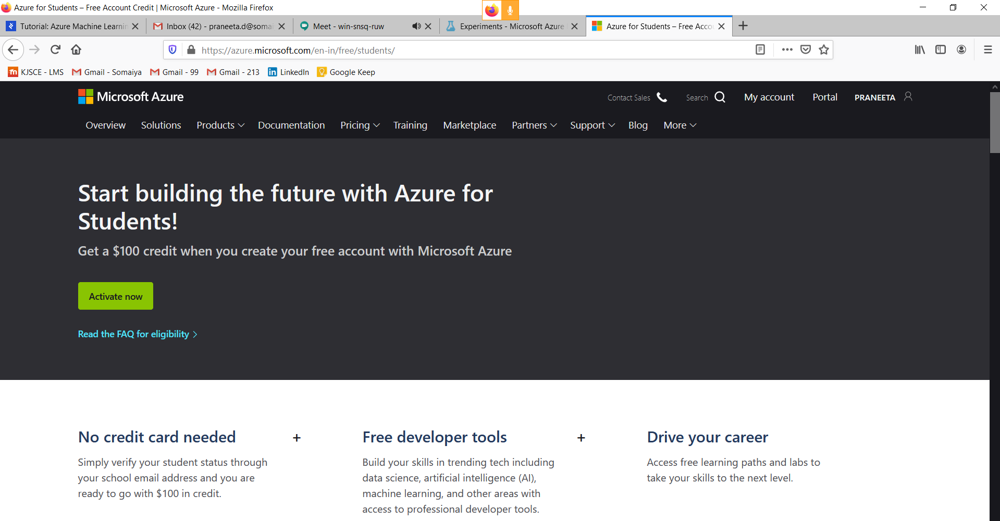 Azure for Students – Free Account Credit | Microsoft Azure - Mozilla Firefox
Tutorial: Azure Machine Learnin
Inbox (42) - praneeta.d@somai
Meet - win-snsq-ruw
Experiments - Microsoft Azure
Azure for Students – Free Accou
https://azure.microsoft.com/en-in/free/students/
KJSCE - LMS
Gmail - Somaiya
Gmail - 99
Gmail - 213
LinkedIn
Google Keep
Microsoft Azure
Contact Sales
Search
My account
Portal
PRANEETA
Overview
Solutions
Products
Documentation
Pricing
Training
Marketplace
Partners
Support
Blog
More
Start building the future with Azure for
Students!
Get a $100 credit when you create your free account with Microsoft Azure
Activate now
Read the FAQ for eligibility
No credit card needed
Simply verify your student status through
your school email address and you are
ready to go with $100 in credit.
Free developer tools
Build your skills in trending tech including
data science, artificial intelligence (AI),
machine learning, and other areas with
access to professional developer tools.
Drive your career
Access free learning paths and labs to
take your skills to the next level.